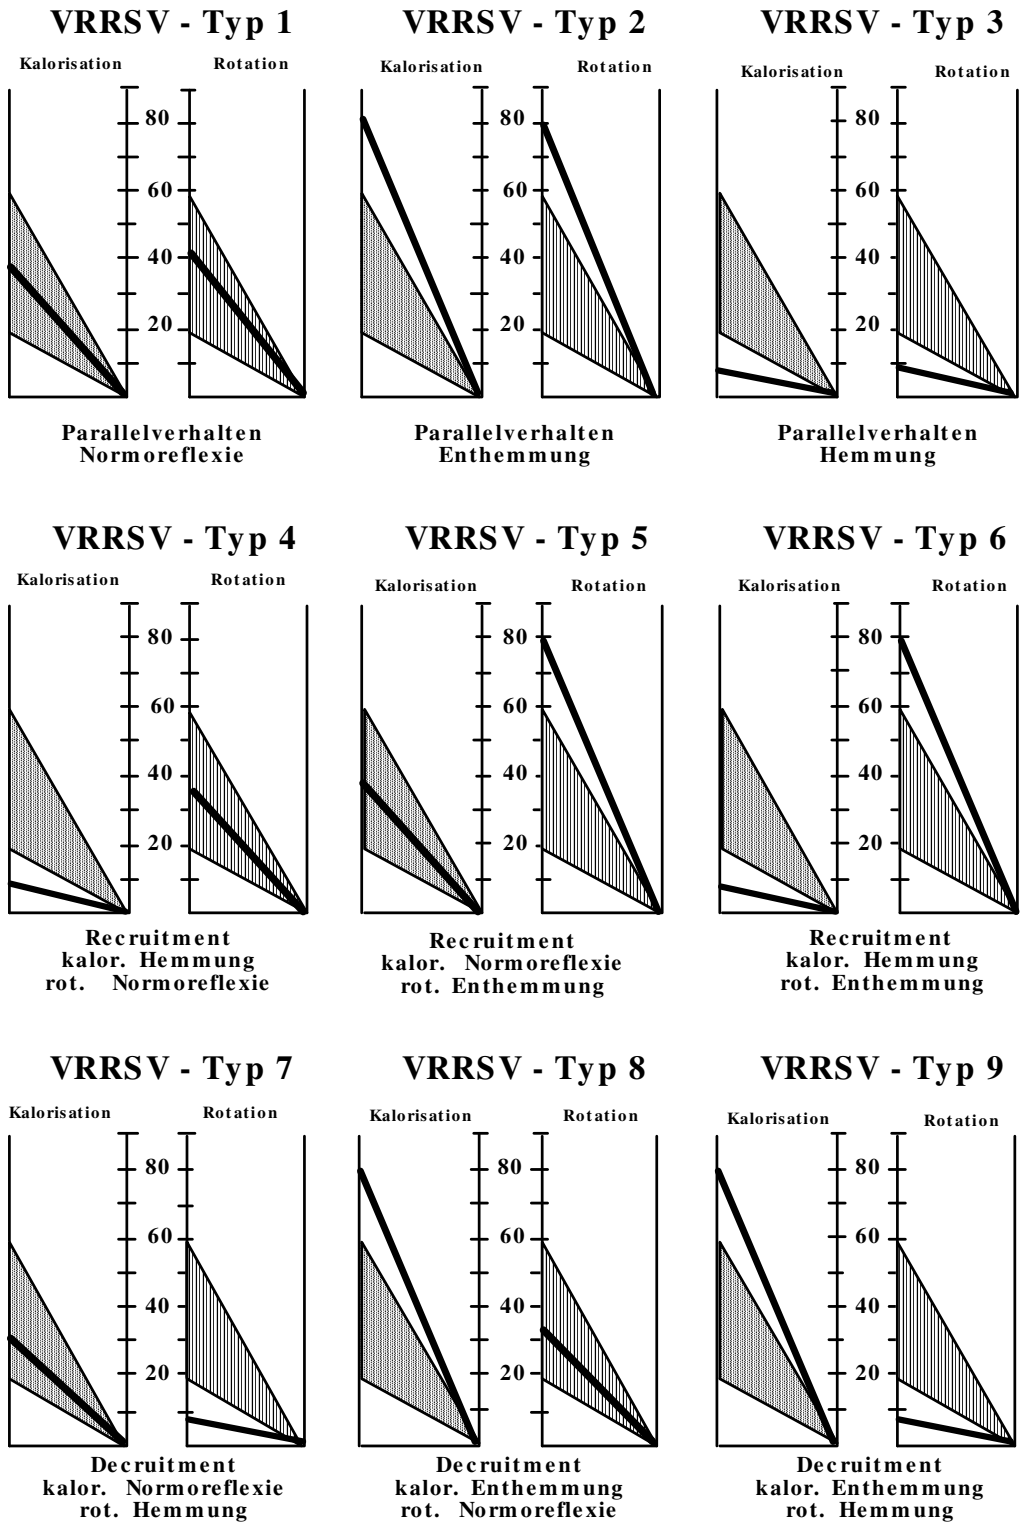 VRRSV - Typ 1
VRRSV - Typ 2
VRRSV - Typ 3
Kalorisation
Rotation
Kalorisation
Rotation
Kalorisation
Rotation
80
60
40
20
80
60
40
20
80
60
40
20
Parallelverhalten
Normoreflexie
Parallelverhalten
Enthemmung
Parallelverhalten
Hemmung
VRRSV - Typ 4
VRRSV - Typ 5
VRRSV - Typ 6
Kalorisation
Rotation
Kalorisation
Rotation
Kalorisation
Rotation
80
60
40
20
80
60
40
20
80
60
40
20
Recruitment
kalor. Hemmung
rot. Normoreflexie
Recruitment
kalor. Normoreflexie
rot. Enthemmung
Recruitment
kalor. Hemmung
rot. Enthemmung
VRRSV - Typ 7
VRRSV - Typ 8
VRRSV - Typ 9
Kalorisation
Rotation
Kalorisation
Rotation
Kalorisation
Rotation
80
60
40
20
80
60
40
20
80
60
40
20
Decruitment
kalor. Normoreflexie
rot. Hemmung
Decruitment
kalor. Enthemmung
rot. Normoreflexie
Decruitment
kalor. Enthemmung
rot. Hemmung